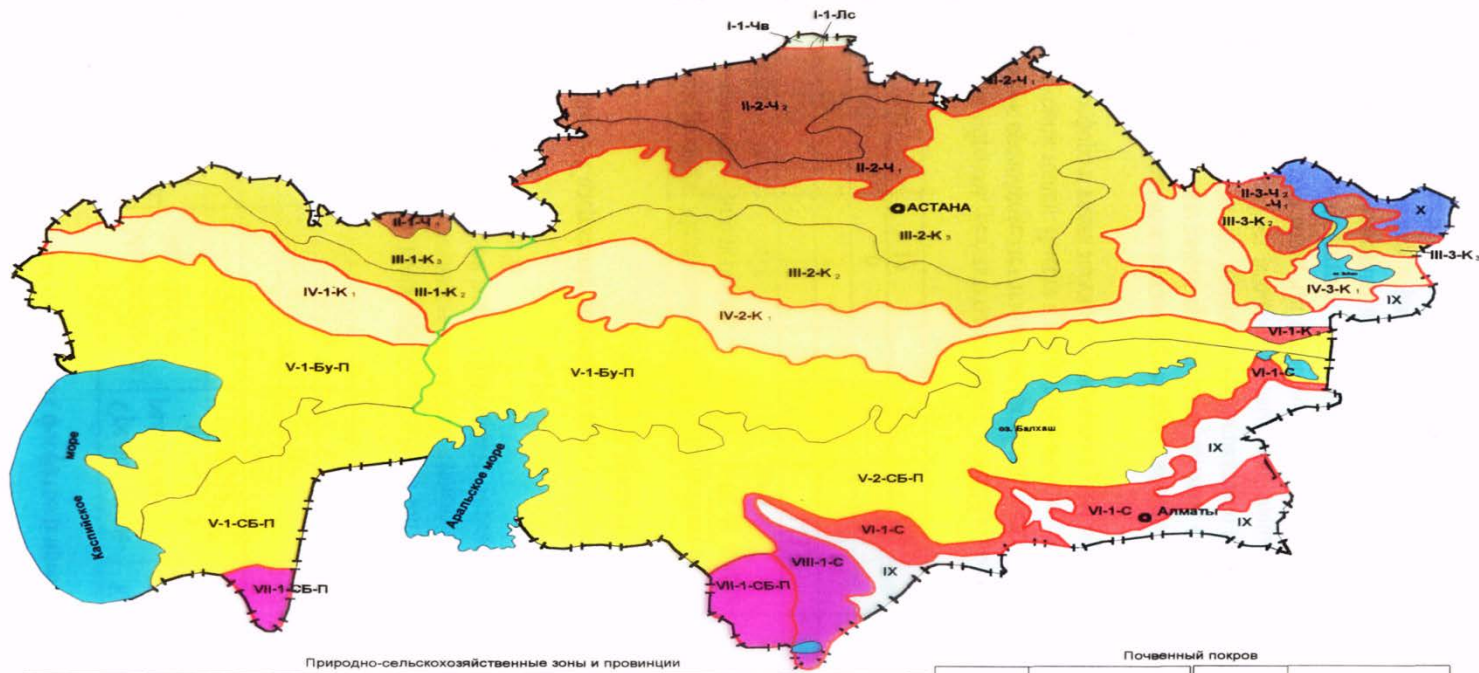 I-1-Лс
I-1-Чв
II-2-Ч₁
II-2-Ч₂
II-2-Ч₁
АСТАНА
II-3-Ч₂
-Ч₁
X
III-3-К₂
III-2-К₃
II-1-Ч₁
III-1-К₃
III-3-К₂
III-2-К₂
III-1-К₂
IV-1-К₁
IV-3-К₁
IX
IV-2-К₁
VI-1-К₂
V-1-Бу-П
V-1-Бу-П
VI-1-С
море
оз. Балхаш
IX
Каспийское
Аральское море
V-2-СБ-П
V-1-СБ-П
VI-1-С
Алматы
IX
VI-1-С
VIII-1-С
IX
VII-1-СБ-П
VII-1-СБ-П
Природно-сельскохозяйственные зоны и провинции
Почвенный покров